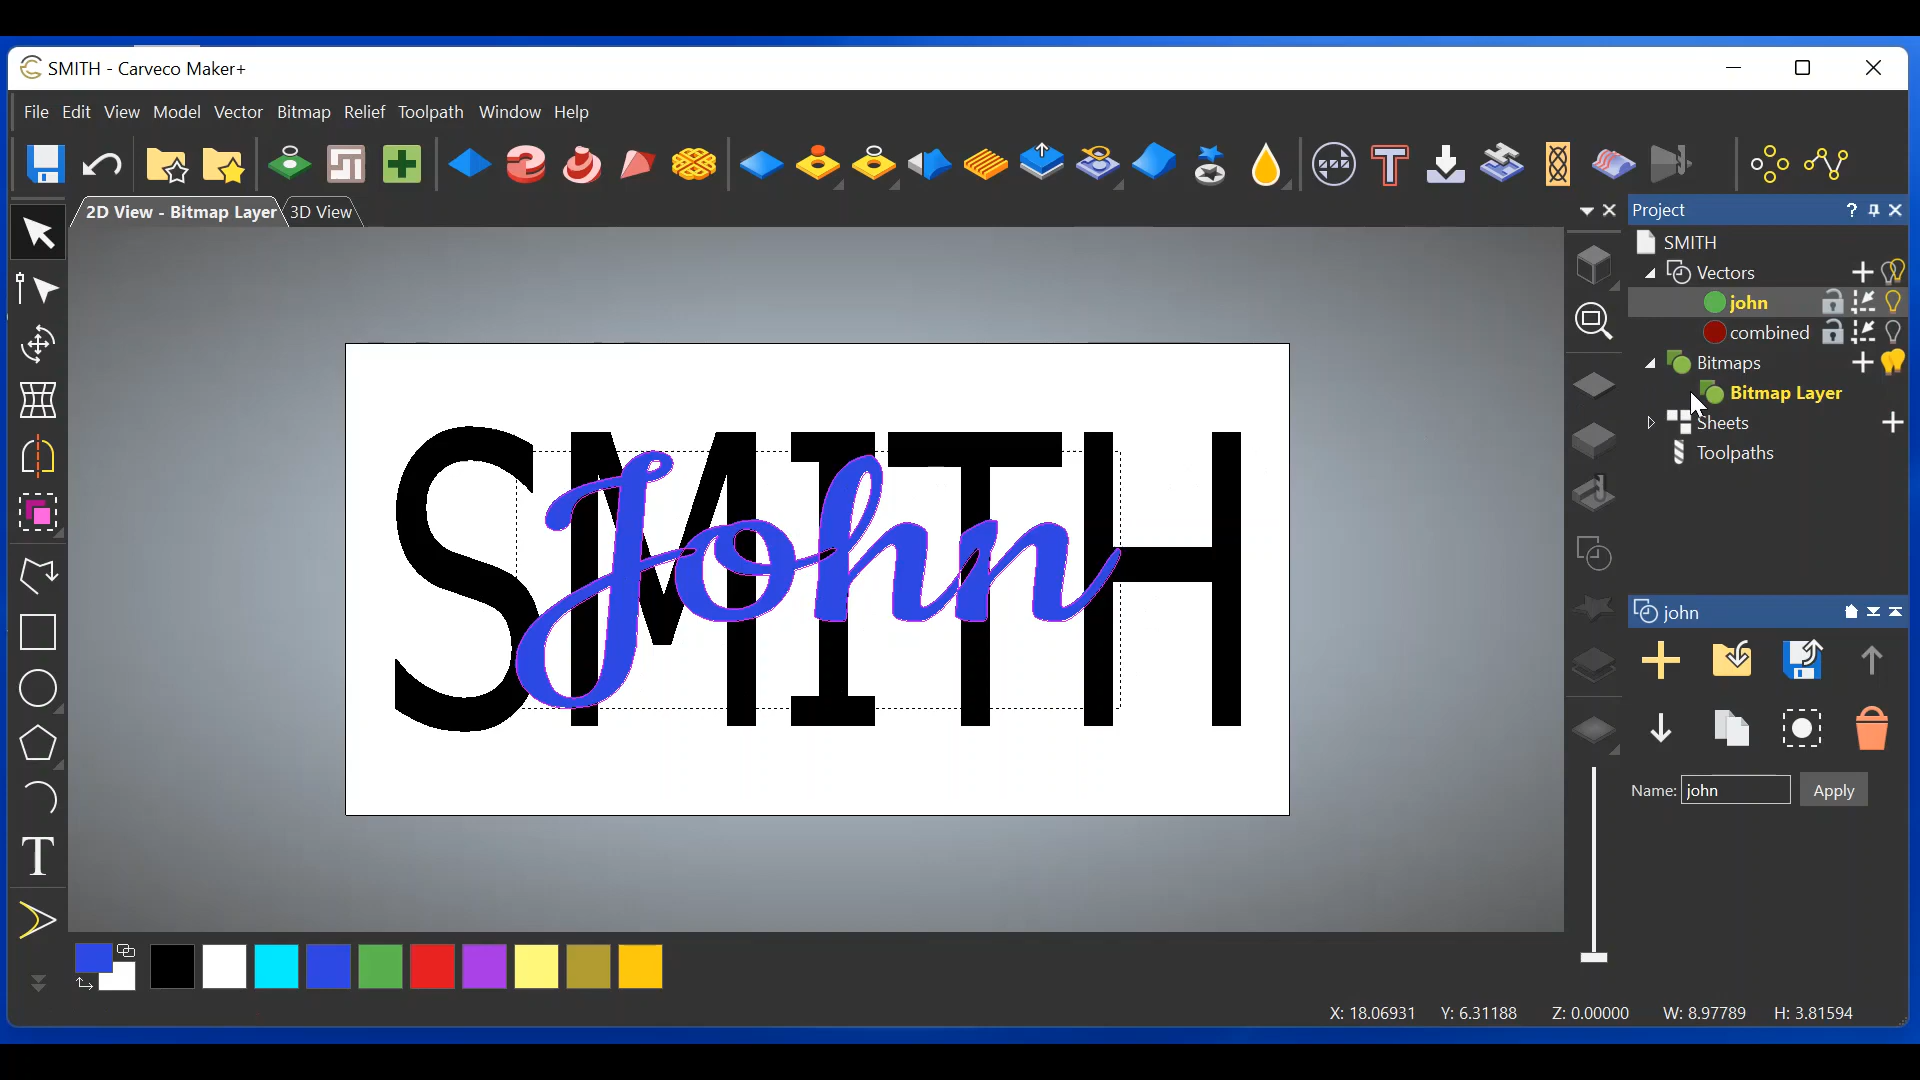 SMITH - Carveco Maker+
File Edit View Model Vector Bitmap Relief Toolpath Window Help
2D View - Bitmap Layer 3D View
Project
SMITH
Vectors
john
combined
Bitmaps
Bitmap Layer
Sheets
Toolpaths
SMITH
John
john
Name: john Apply
X: 18.06931 Y: 6.31188 Z: 0.00000 W: 8.97789 H: 3.81594